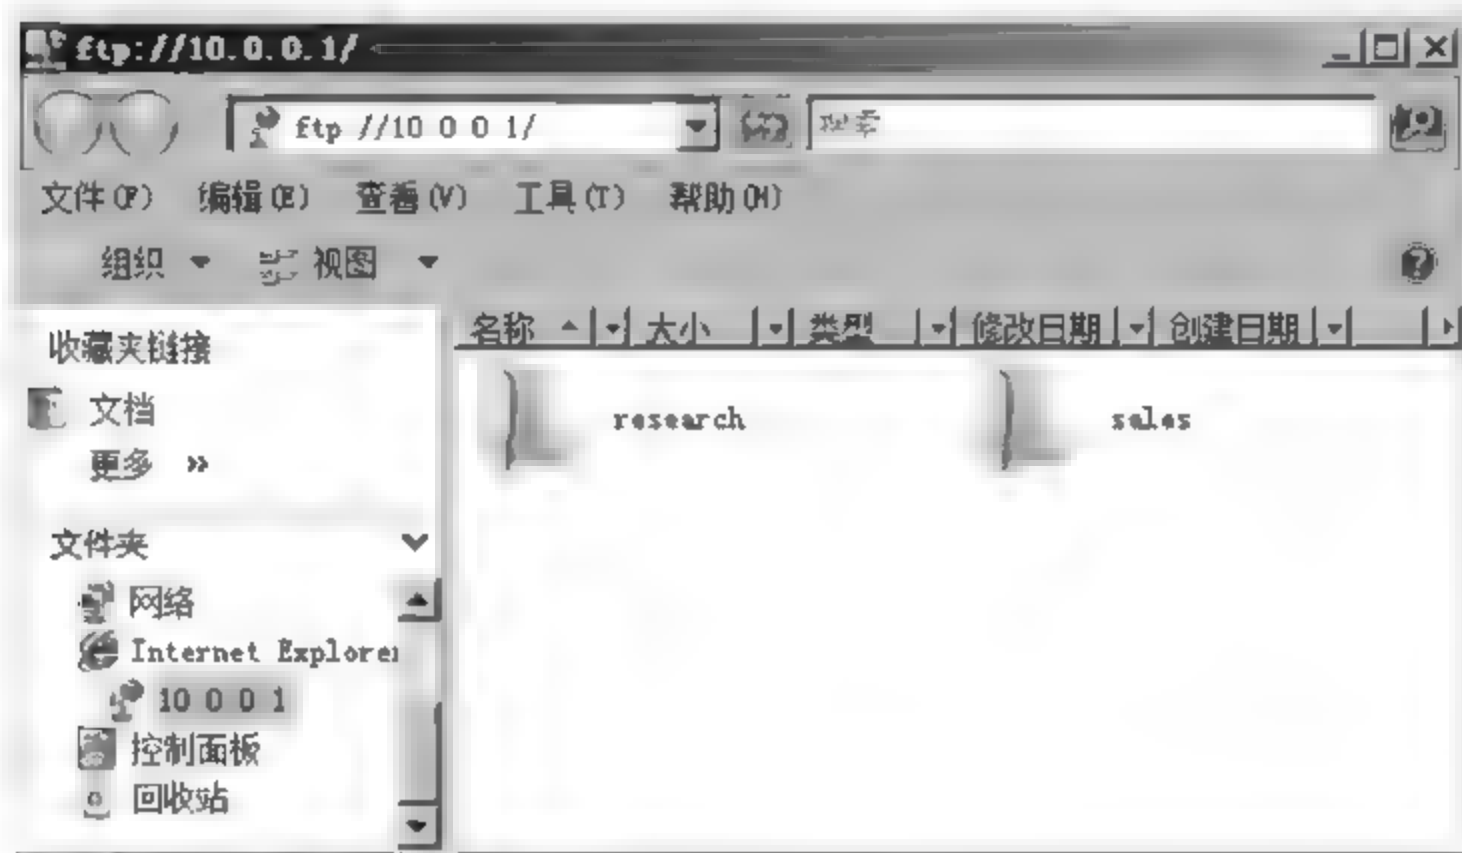 ftp://10.0.0.1/
ftp //10 0 0 1/
文件(F) 编辑(E) 查看(V) 工具(T) 帮助(H)
组织 视图
名称 大小 类型 修改日期 创建日期
收藏夹链接
文档
更多 »
research sales
文件夹
网络
Internet Explorer
10 0 0 1
控制面板
回收站